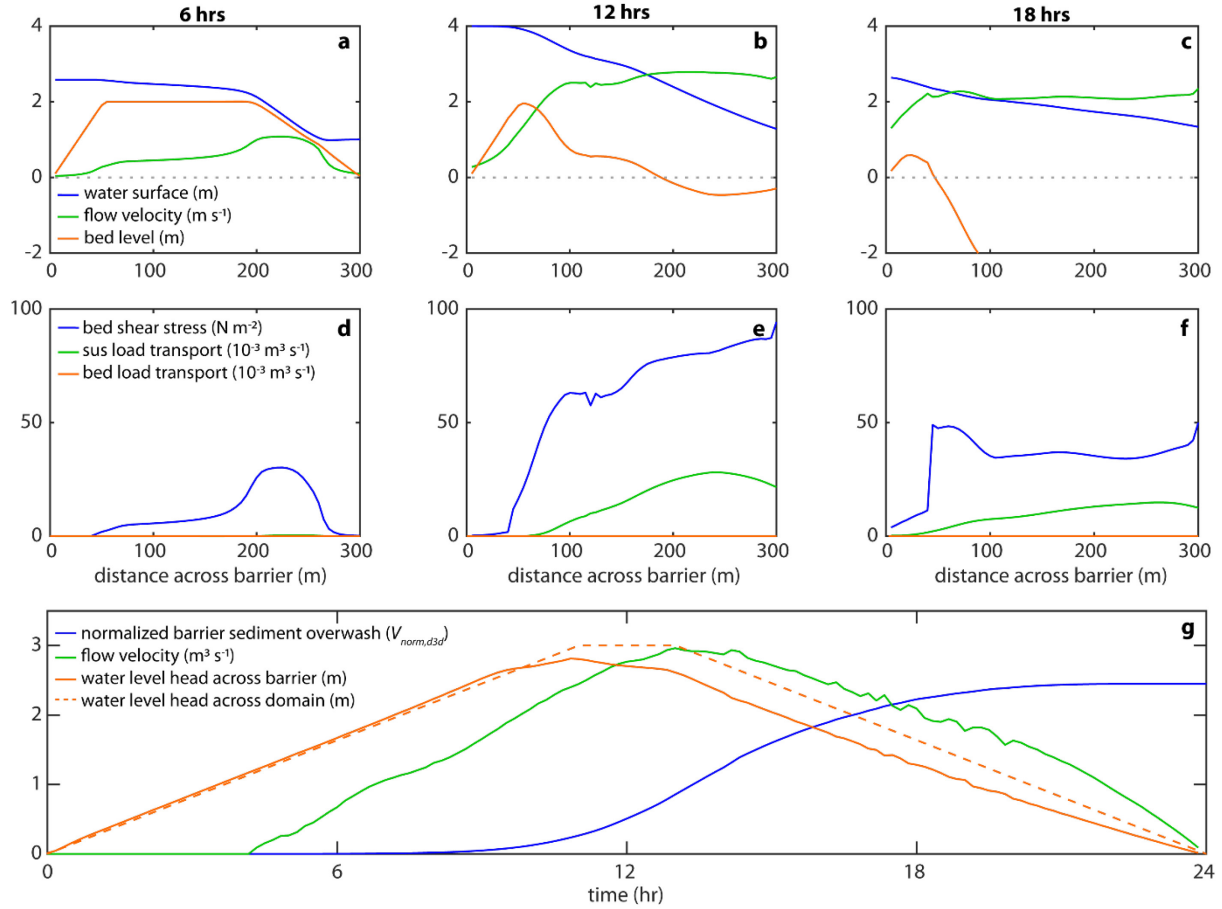 6 hrs
12 hrs
18 hrs
4
2
0
-2
a
water surface (m)
flow velocity (m s⁻¹)
bed level (m)
0
100
200
300
4
2
0
-2
b
0
100
200
300
4
2
0
-2
c
0
100
200
300
100
50
0
d
bed shear stress (N m⁻²)
sus load transport (10⁻³ m³ s⁻¹)
bed load transport (10⁻³ m³ s⁻¹)
0
100
200
300
distance across barrier (m)
100
50
0
e
0
100
200
300
distance across barrier (m)
100
50
0
f
0
100
200
300
distance across barrier (m)
3
2
1
0
g
normalized barrier sediment overwash (V_norm,d3d)
flow velocity (m³ s⁻¹)
water level head across barrier (m)
water level head across domain (m)
0
6
12
18
24
time (hr)